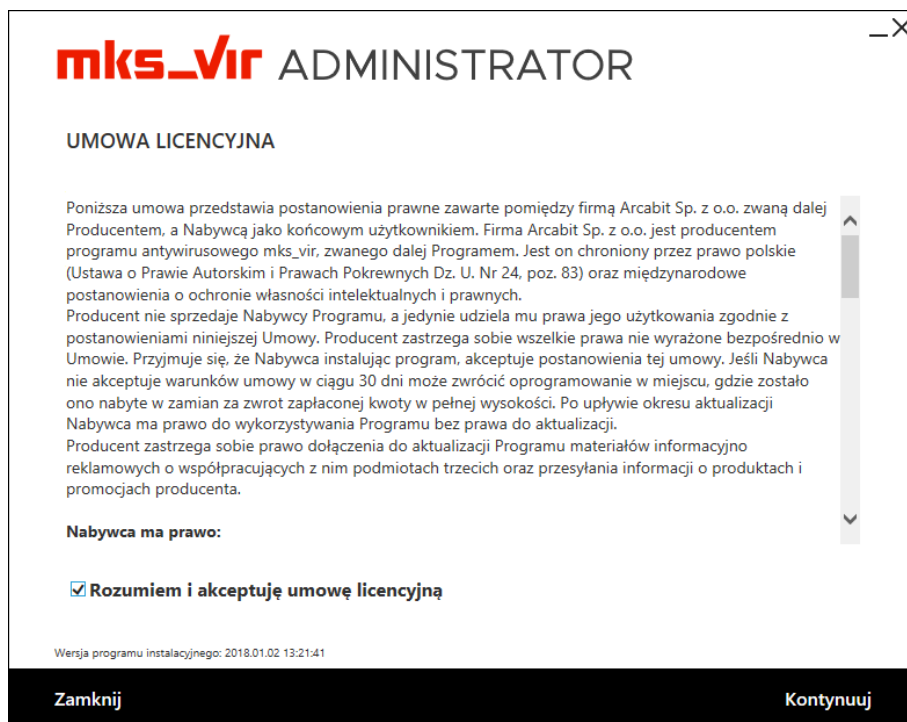 mks_vir ADMINISTRATOR
UMOWA LICENCYJNA
Poniższa umowa przedstawia postanowienia prawne zawarte pomiędzy firmą Arcabit Sp. z o.o. zwaną dalej
Producentem, a Nabywcą jako końcowym użytkownikiem. Firma Arcabit Sp. z o.o. jest producentem
programu antywirusowego mks_vir, zwanego dalej Programem. Jest on chroniony przez prawo polskie
(Ustawa o Prawie Autorskim i Prawach Pokrewnych Dz. U. Nr 24, poz. 83) oraz międzynarodowe
postanowienia o ochronie własności intelektualnych i prawnych.
Producent nie sprzedaje Nabywcy Programu, a jedynie udziela mu prawa jego użytkowania zgodnie z
postanowieniami niniejszej Umowy. Producent zastrzega sobie wszelkie prawa nie wyrażone bezpośrednio w
Umowie. Przyjmuje się, że Nabywca instalując program, akceptuje postanowienia tej umowy. Jeśli Nabywca
nie akceptuje warunków umowy w ciągu 30 dni może zwrócić oprogramowanie w miejscu, gdzie zostało
ono nabyte w zamian za zwrot zapłaconej kwoty w pełnej wysokości. Po upływie okresu aktualizacji
Nabywca ma prawo do wykorzystywania Programu bez prawa do aktualizacji.
Producent zastrzega sobie prawo dołączenia do aktualizacji Programu materiałów informacyjno
reklamowych o współpracujących z nim podmiotach trzecich oraz przesyłania informacji o produktach i
promocjach producenta.
Nabywca ma prawo:
Rozumiem i akceptuję umowę licencyjną
Wersja programu instalacyjnego: 2018.01.02 13:21:41
Zamknij
Kontynuuj